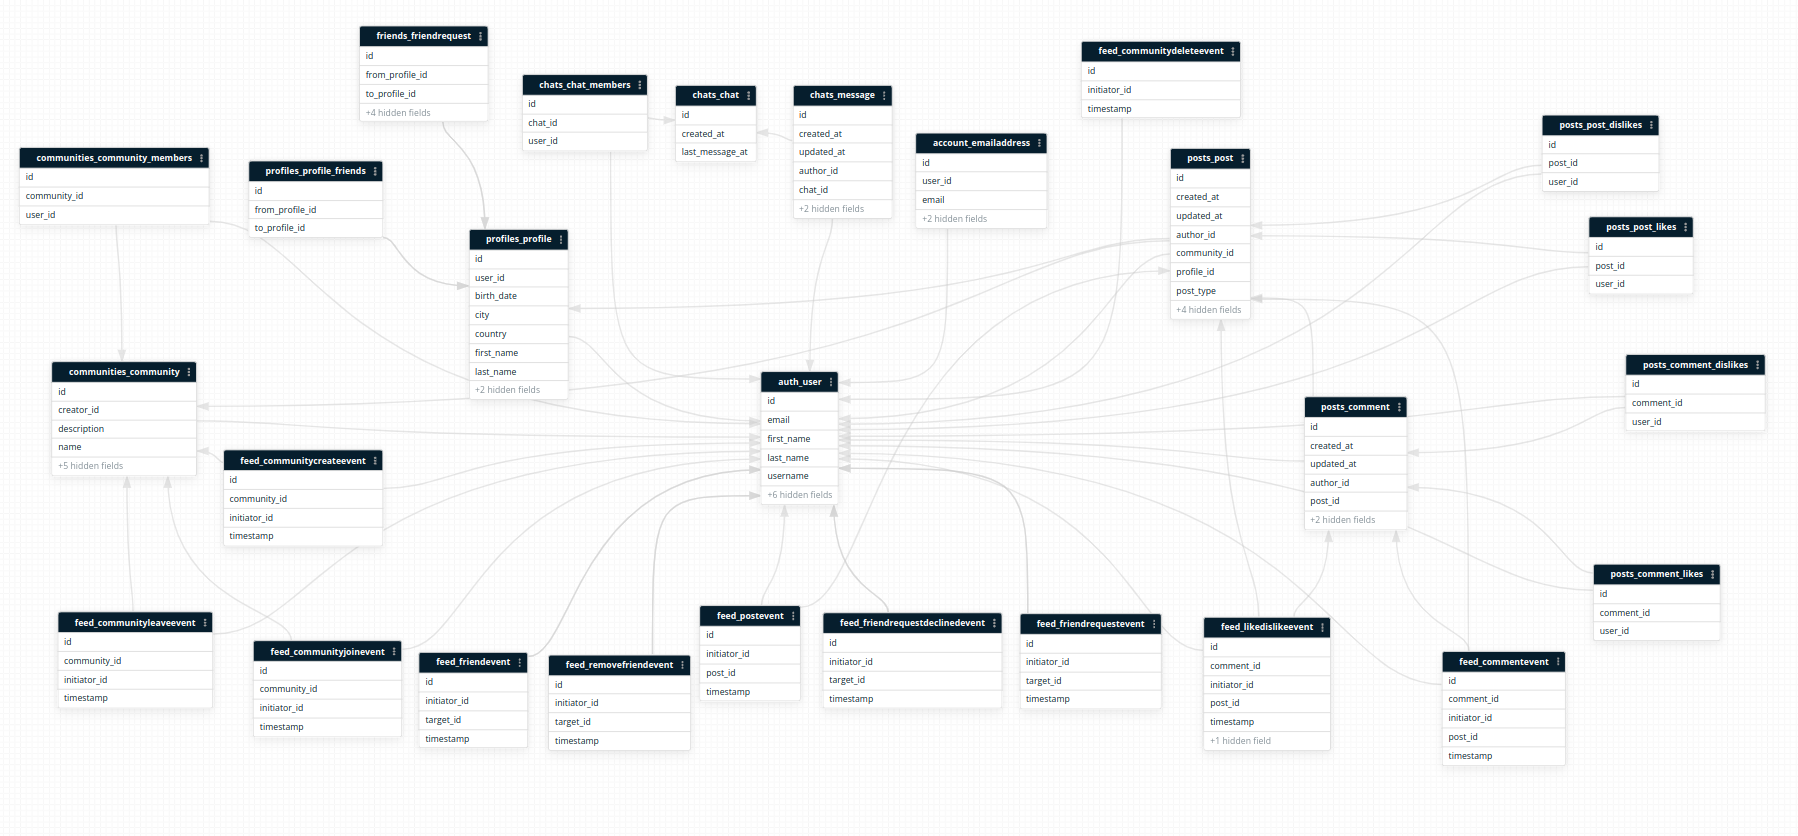 friends_friendrequest
id
from_profile_id
to_profile_id
+4 hidden fields
feed_communitydeleteevent
id
initiator_id
timestamp
chats_chat_members
id
chat_id
user_id
chats_chat
id
created_at
last_message_at
chats_message
id
created_at
updated_at
author_id
chat_id
+2 hidden fields
posts_post_dislikes
id
post_id
user_id
account_emailaddress
id
user_id
email
+2 hidden fields
communities_community_members
id
community_id
user_id
profiles_profile_friends
id
from_profile_id
to_profile_id
posts_post
id
created_at
updated_at
author_id
community_id
profile_id
post_type
+4 hidden fields
posts_post_likes
id
post_id
user_id
profiles_profile
id
user_id
birth_date
city
country
first_name
last_name
+2 hidden fields
communities_community
id
creator_id
description
name
+5 hidden fields
auth_user
id
email
first_name
last_name
username
+6 hidden fields
posts_comment_dislikes
id
comment_id
user_id
posts_comment
id
created_at
updated_at
author_id
post_id
+2 hidden fields
feed_communitycreateevent
id
community_id
initiator_id
timestamp
posts_comment_likes
id
comment_id
user_id
feed_communityleaveevent
id
community_id
initiator_id
timestamp
feed_communityjoinevent
id
community_id
initiator_id
timestamp
feed_friendevent
id
initiator_id
target_id
timestamp
feed_removefriendevent
id
initiator_id
target_id
timestamp
feed_postevent
id
initiator_id
post_id
timestamp
feed_friendrequestdeclinedevent
id
initiator_id
target_id
timestamp
feed_friendrequestevent
id
initiator_id
target_id
timestamp
feed_likedislikeevent
id
comment_id
initiator_id
post_id
timestamp
+1 hidden field
feed_commentevent
id
comment_id
initiator_id
post_id
timestamp